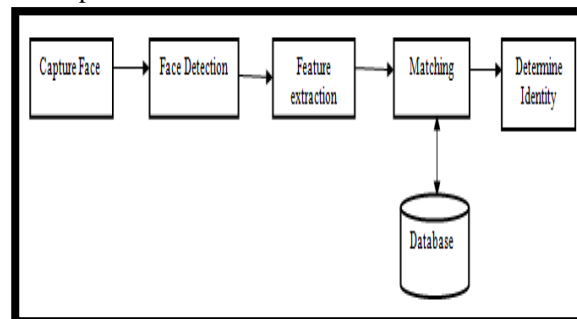 Capture Face
Face Detection
Feature
extraction
Matching
Determine
Identity
Database